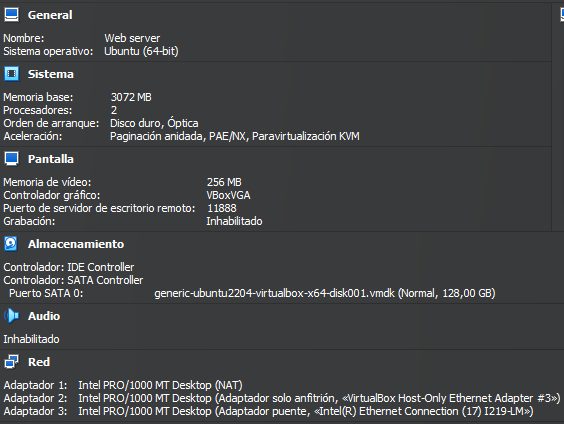 General
Nombre: Web server
Sistema operativo: Ubuntu (64-bit)
Sistema
Memoria base: 3072 MB
Procesadores: 2
Orden de arranque: Disco duro, Óptica
Aceleración: Paginación anidada, PAE/NX, Paravirtualización KVM
Pantalla
Memoria de vídeo: 256 MB
Controlador gráfico: VBoxVGA
Puerto de servidor de escritorio remoto: 11888
Grabación: Inhabilitado
Almacenamiento
Controlador: IDE Controller
Controlador: SATA Controller
Puerto SATA 0: generic-ubuntu2204-virtualbox-x64-disk001.vmdk (Normal, 128,00 GB)
Audio
Inhabilitado
Red
Adaptador 1: Intel PRO/1000 MT Desktop (NAT)
Adaptador 2: Intel PRO/1000 MT Desktop (Adaptador solo anfitrión, «VirtualBox Host-Only Ethernet Adapter #3»)
Adaptador 3: Intel PRO/1000 MT Desktop (Adaptador puente, «Intel(R) Ethernet Connection (17) I219-LM»)